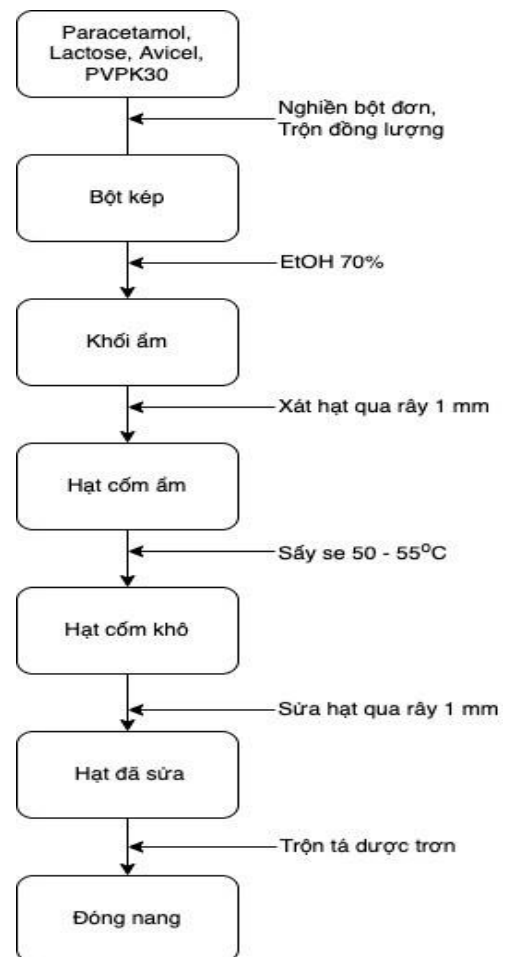 Paracetamol,
Lactose, Avicel,
PVPK30
Nghiền bột đơn,
Trộn đồng lượng
Bột kép
EtOH 70%
Khối ẩm
Xát hạt qua rây 1 mm
Hạt cốm ẩm
Sấy se 50 - 55⁰C
Hạt cốm khô
Sửa hạt qua rây 1 mm
Hạt đã sửa
Trộn tá dược trơn
Đóng nang